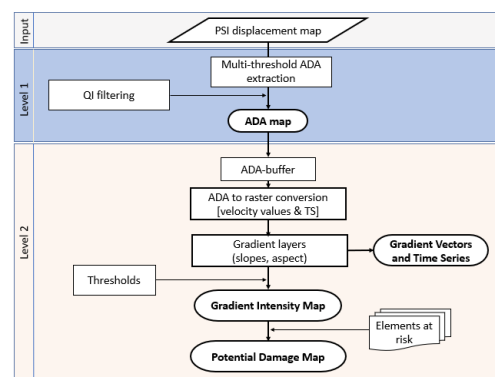 Input
PSI displacement map
Level 1
Multi-threshold ADA
extraction
QI filtering
ADA map
Level 2
ADA-buffer
ADA to raster conversion
[velocity values & TS]
Gradient layers
(slopes, aspect)
Gradient Vectors
and Time Series
Thresholds
Gradient Intensity Map
Elements at
risk
Potential Damage Map